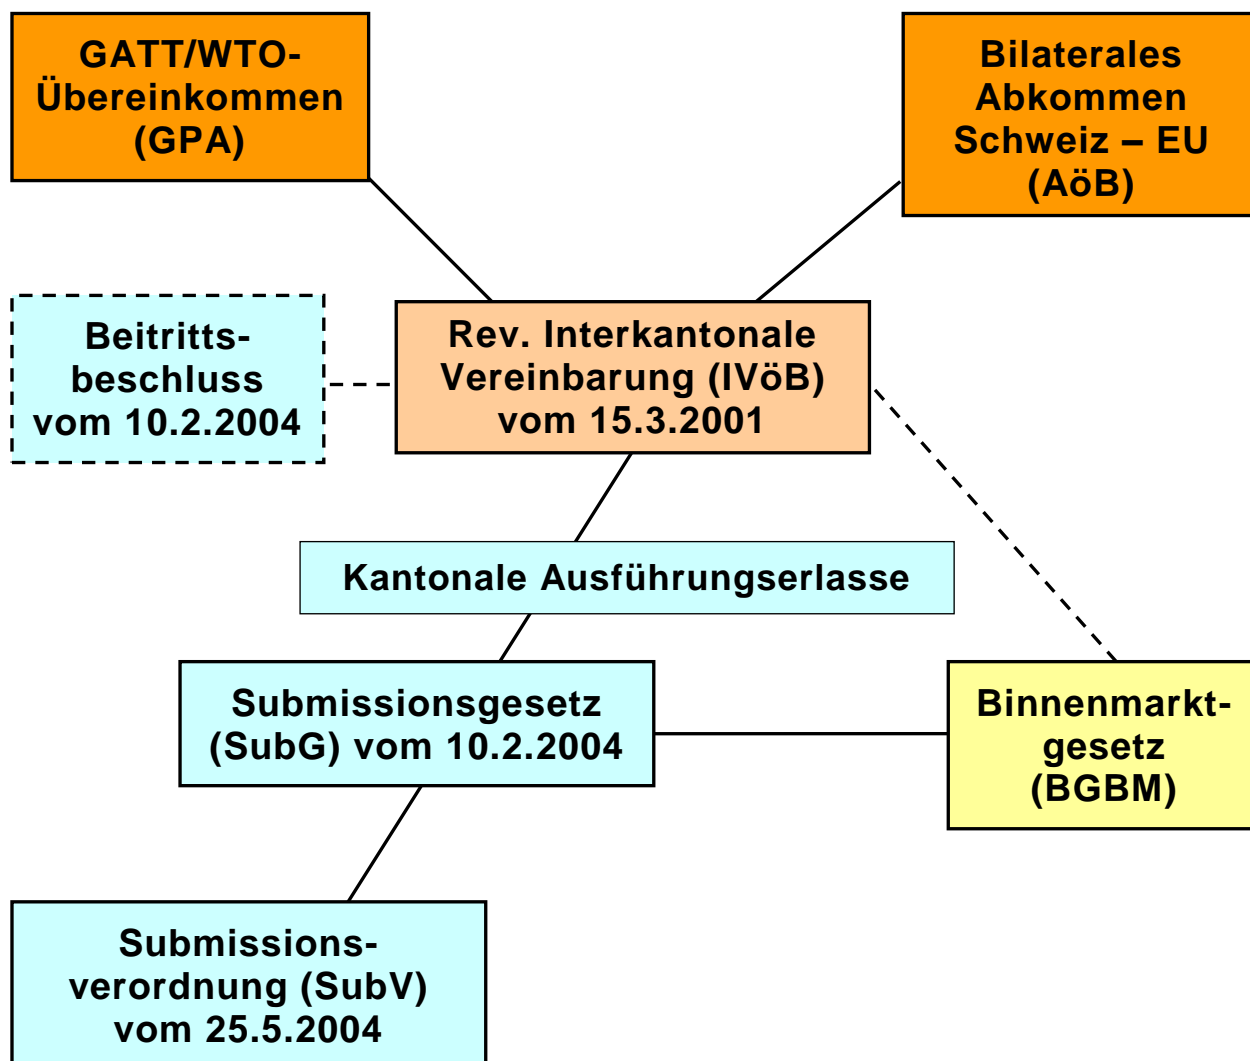 GATT/WTO-
Übereinkommen
(GPA)
Bilaterales
Abkommen
Schweiz – EU
(AöB)
Beitritts-
beschluss
vom 10.2.2004
Rev. Interkantonale
Vereinbarung (IVöB)
vom 15.3.2001
Kantonale Ausführungserlasse
Submissionsgesetz
(SubG) vom 10.2.2004
Binnenmarkt-
gesetz
(BGBM)
Submissions-
verordnung (SubV)
vom 25.5.2004